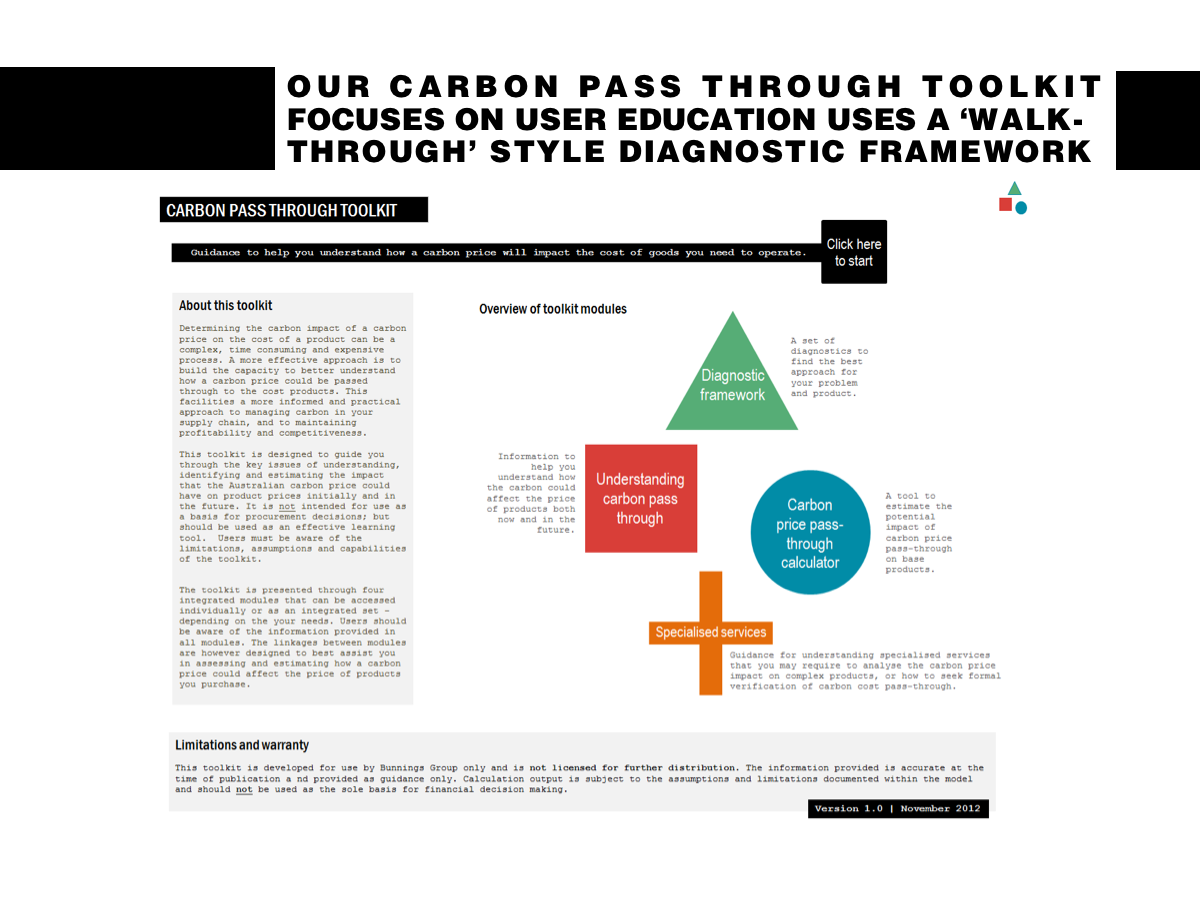 OUR CARBON PASS THROUGH TOOLKIT
FOCUSES ON USER EDUCATION USES A ‘WALK-
THROUGH’ STYLE DIAGNOSTIC FRAMEWORK
CARBON PASS THROUGH TOOLKIT
Guidance to help you understand how a carbon price will impact the cost of goods you need to operate.
Click here
to start
About this toolkit
Determining the carbon impact of a carbon
price on the cost of a product can be a
complex, time consuming and expensive
process. A more effective approach is to
build the capacity to better understand
how a carbon price could be passed
through to the cost products. This
facilities a more informed and practical
approach to managing carbon in your
supply chain, and to maintaining
profitability and competitiveness.
This toolkit is designed to guide you
through the key issues of understanding,
identifying and estimating the impact
that the Australian carbon price could
have on product prices initially and in
the future. It is not intended for use as
a basis for procurement decisions; but
should be used as an effective learning
tool.  Users must be aware of the
limitations, assumptions and capabilities
of the toolkit.
The toolkit is presented through four
integrated modules that can be accessed
individually or as an integrated set –
depending on the your needs. Users should
be aware of the information provided in
all modules. The linkages between modules
are however designed to best assist you
in assessing and estimating how a carbon
price could affect the price of products
you purchase.
Overview of toolkit modules
Diagnostic
framework
A set of
diagnostics to
find the best
approach for
your problem
and product.
Information to
help you
understand how
the carbon could
affect the price
of products both
now and in the
future.
Understanding
carbon pass
through
Carbon
price pass-
through
calculator
A tool to
estimate the
potential
impact of
carbon price
pass-through
on base
products.
Specialised services
Guidance for understanding specialised services
that you may require to analyse the carbon price
impact on complex products, or how to seek formal
verification of carbon cost pass-through.
Limitations and warranty
This toolkit is developed for use by Bunnings Group only and is not licensed for further distribution. The information provided is accurate at the
time of publication a nd provided as guidance only. Calculation output is subject to the assumptions and limitations documented within the model
and should not be used as the sole basis for financial decision making.
Version 1.0 | November 2012